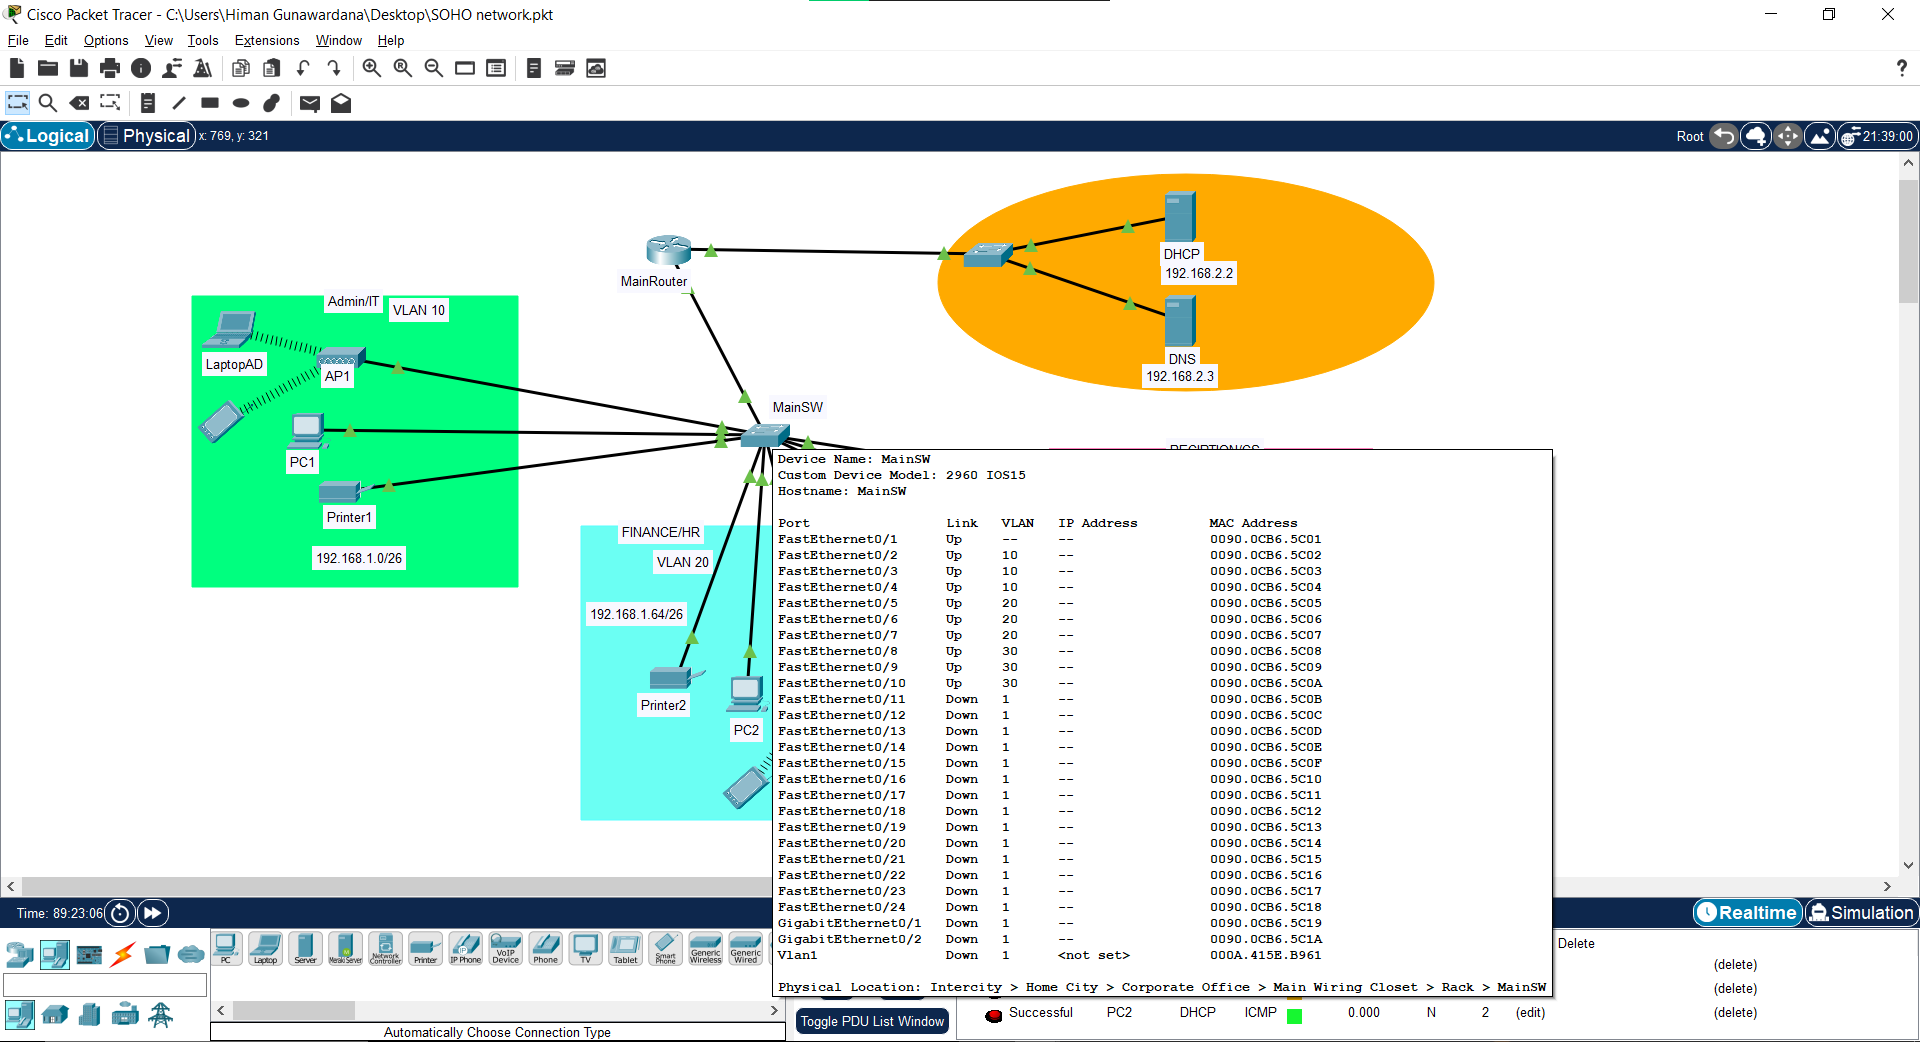 Cisco Packet Tracer - C:\Users\Himan Gunawardana\Desktop\SOHO network.pkt
File Edit Options View Tools Extensions Window Help
?
Logical Physical x: 769, y: 321
Root 21:39:00
DHCP
192.168.2.2
MainRouter
Admin/IT
VLAN 10
LaptopAD
AP1
DNS
192.168.2.3
MainSW
PC1
Printer1
192.168.1.0/26
FINANCE/HR
VLAN 20
192.168.1.64/26
Printer2
PC2
RECIPTION/CS
Device Name: MainSW
Custom Device Model: 2960 IOS15
Hostname: MainSW
Port Link VLAN IP Address MAC Address
FastEthernet0/1 Up -- -- 0090.0CB6.5C01
FastEthernet0/2 Up 10 -- 0090.0CB6.5C02
FastEthernet0/3 Up 10 -- 0090.0CB6.5C03
FastEthernet0/4 Up 10 -- 0090.0CB6.5C04
FastEthernet0/5 Up 20 -- 0090.0CB6.5C05
FastEthernet0/6 Up 20 -- 0090.0CB6.5C06
FastEthernet0/7 Up 20 -- 0090.0CB6.5C07
FastEthernet0/8 Up 30 -- 0090.0CB6.5C08
FastEthernet0/9 Up 30 -- 0090.0CB6.5C09
FastEthernet0/10 Up 30 -- 0090.0CB6.5C0A
FastEthernet0/11 Down 1 -- 0090.0CB6.5C0B
FastEthernet0/12 Down 1 -- 0090.0CB6.5C0C
FastEthernet0/13 Down 1 -- 0090.0CB6.5C0D
FastEthernet0/14 Down 1 -- 0090.0CB6.5C0E
FastEthernet0/15 Down 1 -- 0090.0CB6.5C0F
FastEthernet0/16 Down 1 -- 0090.0CB6.5C10
FastEthernet0/17 Down 1 -- 0090.0CB6.5C11
FastEthernet0/18 Down 1 -- 0090.0CB6.5C12
FastEthernet0/19 Down 1 -- 0090.0CB6.5C13
FastEthernet0/20 Down 1 -- 0090.0CB6.5C14
FastEthernet0/21 Down 1 -- 0090.0CB6.5C15
FastEthernet0/22 Down 1 -- 0090.0CB6.5C16
FastEthernet0/23 Down 1 -- 0090.0CB6.5C17
FastEthernet0/24 Down 1 -- 0090.0CB6.5C18
GigabitEthernet0/1 Down 1 -- 0090.0CB6.5C19
GigabitEthernet0/2 Down 1 -- 0090.0CB6.5C1A
Vlan1 Down 1 <not set> 000A.415E.B961
Physical Location: Intercity > Home City > Corporate Office > Main Wiring Closet > Rack > MainSW
Time: 89:23:06
Realtime Simulation
PC Laptop Server Meraki Server Network Controller Printer IP Phone VoIP Device Phone TV Tablet Smart Phone Generic Wireless Generic Wired
Delete
(delete)
(delete)
Successful PC2 DHCP ICMP 0.000 N 2 (edit) (delete)
Toggle PDU List Window
Automatically Choose Connection Type